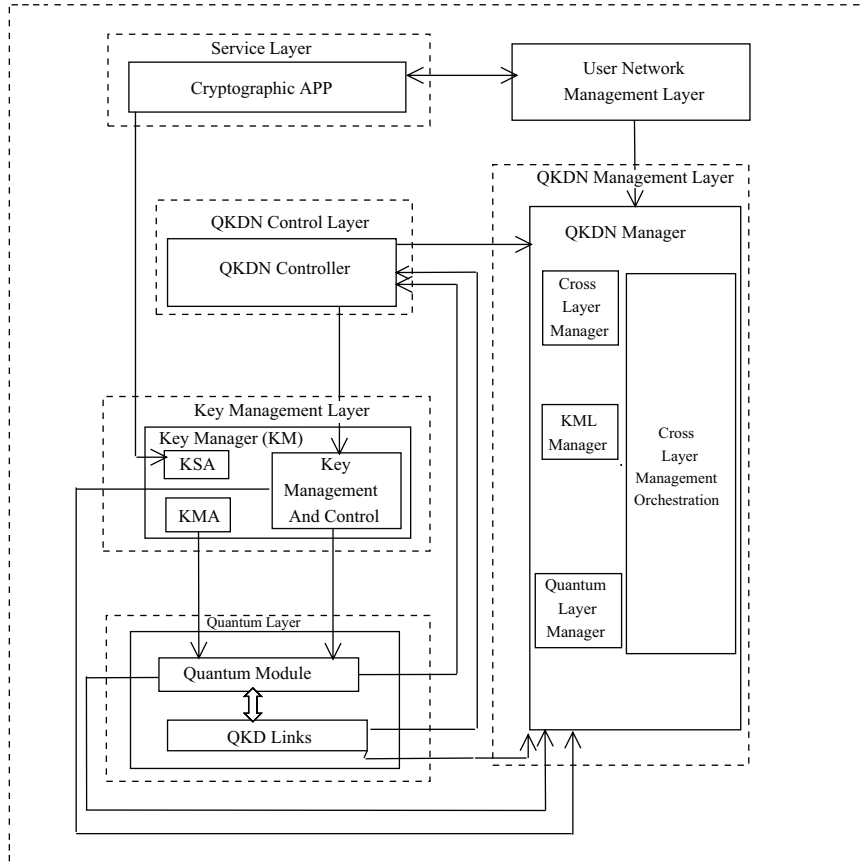 Service Layer
Cryptographic APP
User Network
Management Layer
QKDN Management Layer
QKDN Manager
QKDN Control Layer
QKDN Controller
Cross
Layer
Manager
KML
Manager
Cross
Layer
Management
Orchestration
Quantum
Layer
Manager
Key Management Layer
Key Manager (KM)
KSA
KMA
Key
Management
And Control
Quantum Layer
Quantum Module
QKD Links